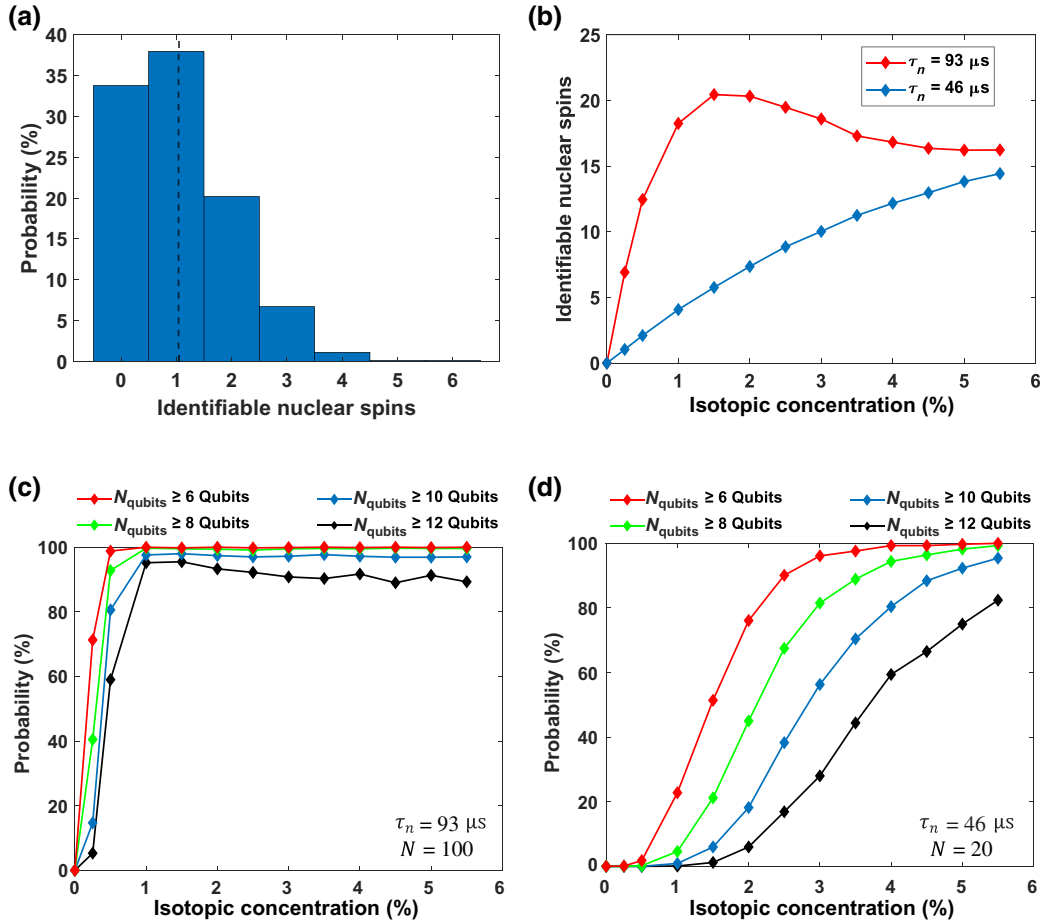 (a)
40
35
30
25
20
15
10
5
0
Probability (%)
0 1 2 3 4 5 6
Identifiable nuclear spins
(b)
25
20
15
10
5
0
Identifiable nuclear spins
τn = 93 μs
τn = 46 μs
0 1 2 3 4 5 6
Isotopic concentration (%)
(c)
Nqubits ≥ 6 Qubits
Nqubits ≥ 10 Qubits
Nqubits ≥ 8 Qubits
Nqubits ≥ 12 Qubits
100
80
60
40
20
0
Probability (%)
τn = 93 μs
N = 100
0 1 2 3 4 5 6
Isotopic concentration (%)
(d)
Nqubits ≥ 6 Qubits
Nqubits ≥ 10 Qubits
Nqubits ≥ 8 Qubits
Nqubits ≥ 12 Qubits
100
80
60
40
20
0
Probability (%)
τn = 46 μs
N = 20
0 1 2 3 4 5 6
Isotopic concentration (%)